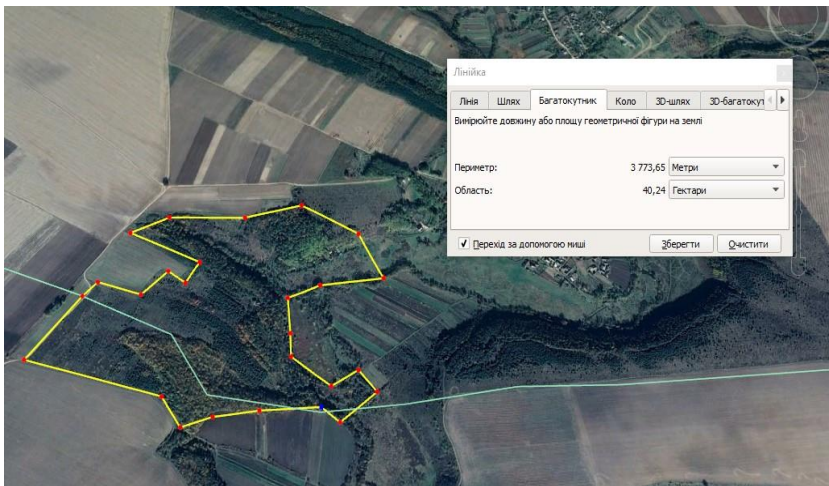 Лінійка
Лінія Шлях Багатокутник Коло 3D-шлях 3D-багатокут
Виміряйте довжину або площу геометричної фігури на землі
Периметр: 3 773,65 Метри
Область: 40,24 Гектари
Перехід за допомогою миші Зберегти Очистити